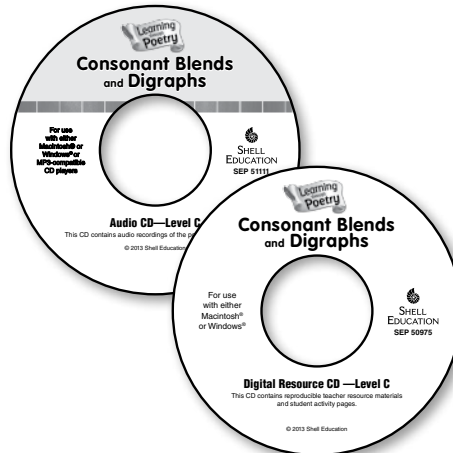 Learning
Through
Poetry
Consonant Blends
and Digraphs
For use
with either
Macintosh® or
Windows® or
MP3-compatible
CD players
SHELL
EDUCATION
SEP 51111
Audio CD—Level C
This CD contains audio recordings of the
© 2013 Shell Education
Learning
Through
Poetry
Consonant Blends
and Digraphs
For use
with either
Macintosh®
or Windows®
SHELL
EDUCATION
SEP 50975
Digital Resource CD —Level C
This CD contains reproducible teacher resource materials
and student activity pages.
© 2013 Shell Education